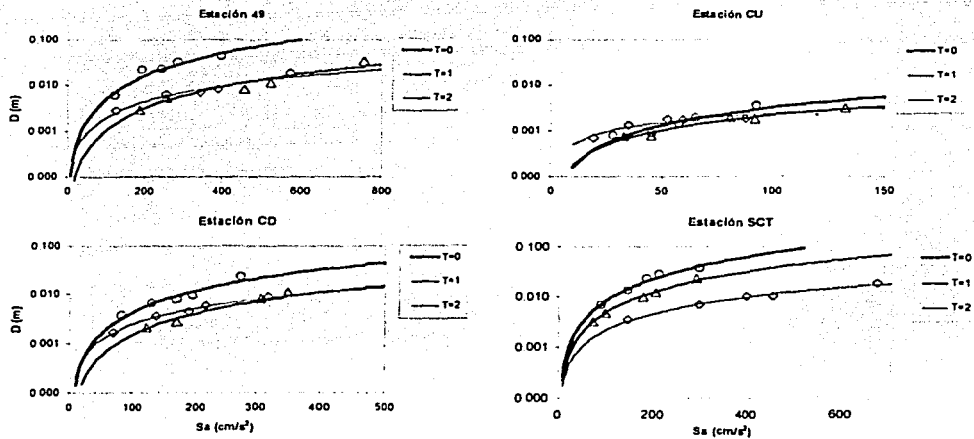 Estación 49
0.100
0.010
0.001
0.000
D (m)
0
200
400
600
800
T=0
T=1
T=2
Estación CU
0.100
0.010
0.001
0.000
0
50
100
150
T=0
T=1
T=2
Estación CD
0.100
0.010
0.001
0.000
D (m)
0
100
200
300
400
500
Sa (cm/s²)
T=0
T=1
T=2
Estación SCT
0.100
0.010
0.001
0.000
0
200
400
600
Sa (cm/s²)
T=0
T=1
T=2